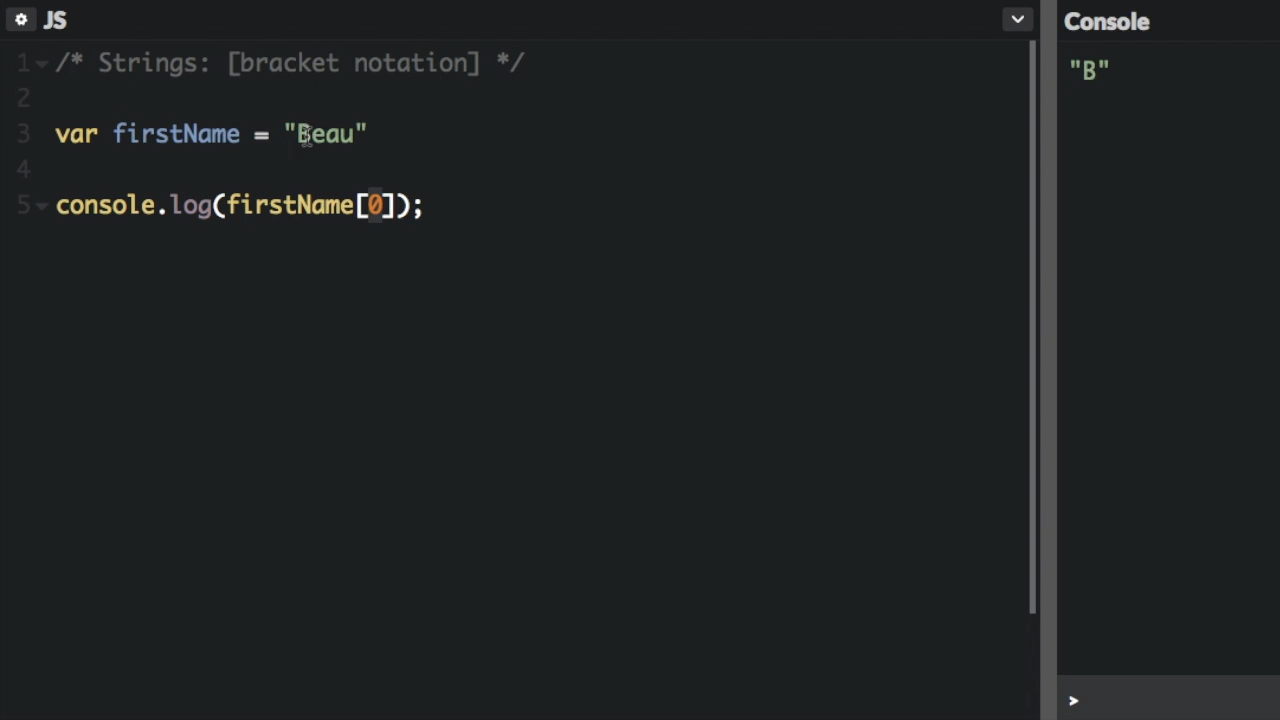 JS
Console
1 /* Strings: [bracket notation] */
2
3 var firstName = "Beau"
4
5 console.log(firstName[0]);
"B"
>